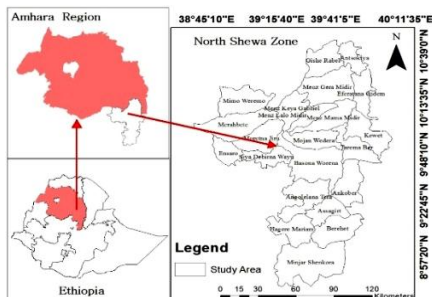 Amhara Region
38°45'10"E 39°15'40"E 39°41'5"E 40°11'35"E
North Shewa Zone
N
Gishe Rabel
Antsokiya
Menz Gera Midir
Efratana Gidem
Mimo Weremo
Menz Keya Gabriel
Menz Lalo Midir
Menz Mama Midir
Merahbete
Kewet
Mojan Wedera
Tarema Ber
Ensaro
Siya Debirna Wayu
Basona Worena
Ankober
Angolelana Tera
Asagirt
Hagere Mariam
Berehet
Minjar Shenkora
10°39'0"N
10°13'35"N
9°48'10"N
9°22'45"N
8°57'20"N
Legend
Study Area
Ethiopia
0 15 30 60 90 120
Kilometers